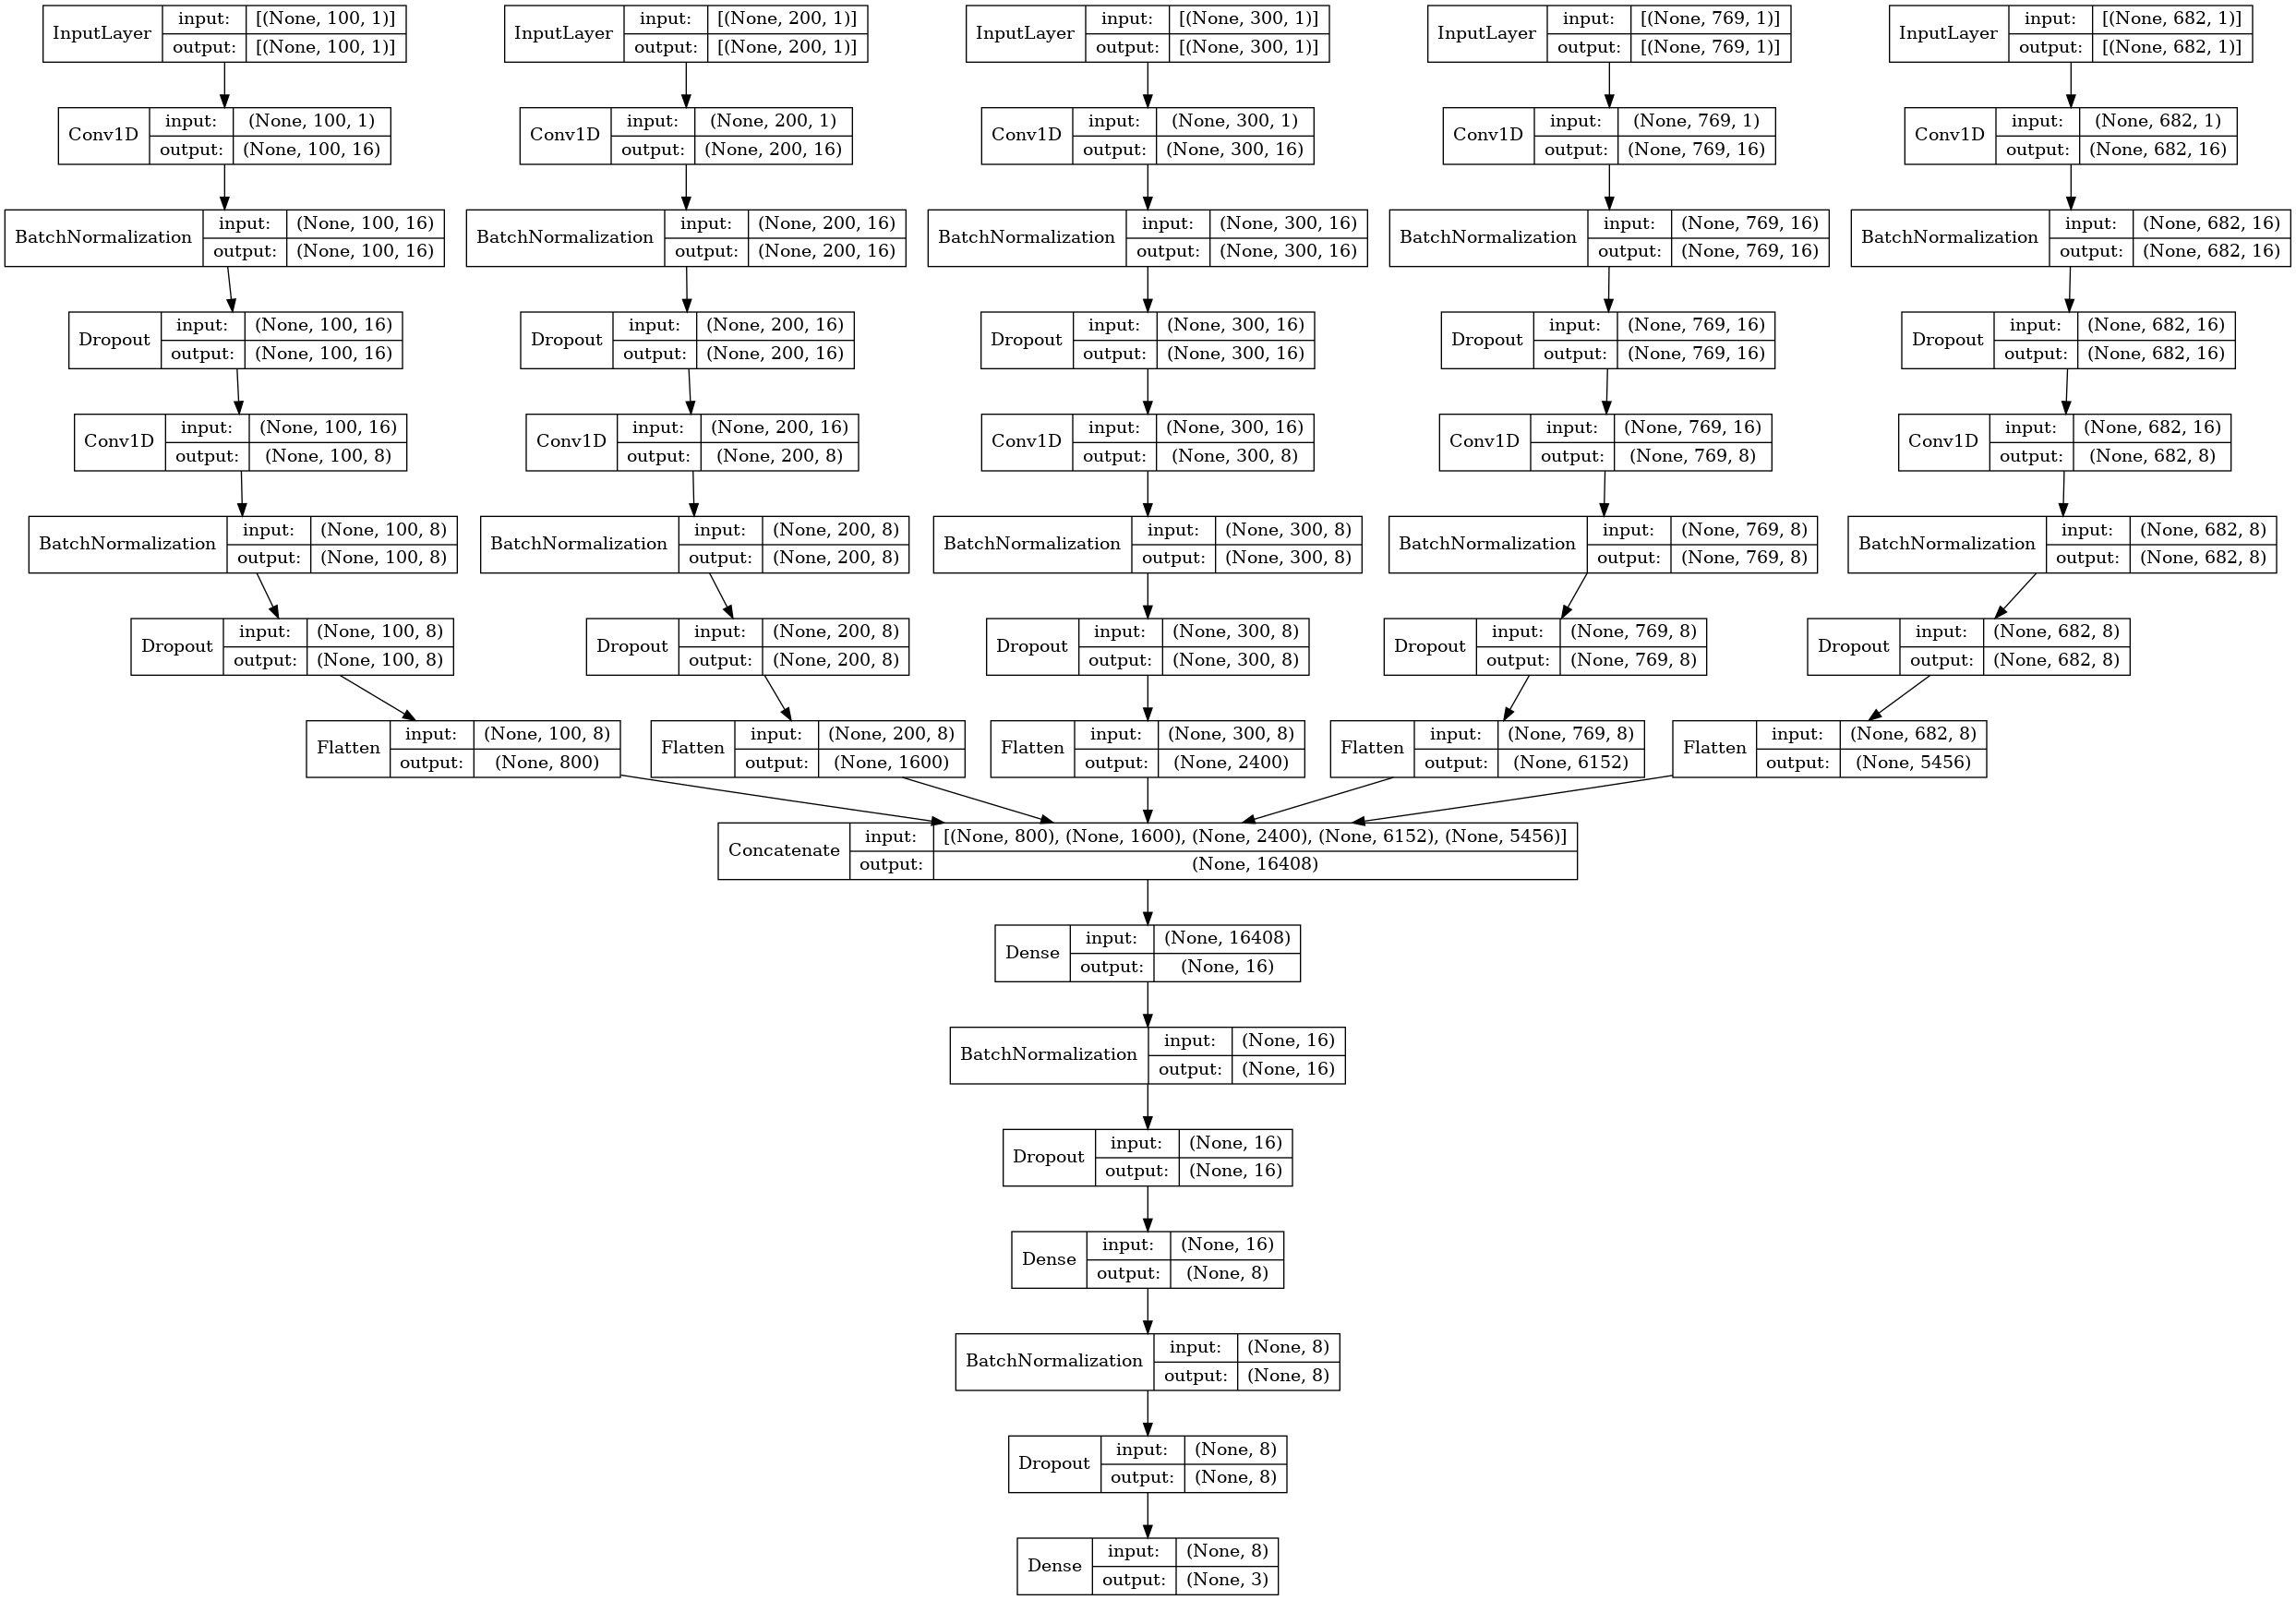 InputLayer input: [(None, 100, 1)] output: [(None, 100, 1)]
InputLayer input: [(None, 200, 1)] output: [(None, 200, 1)]
InputLayer input: [(None, 300, 1)] output: [(None, 300, 1)]
InputLayer input: [(None, 769, 1)] output: [(None, 769, 1)]
InputLayer input: [(None, 682, 1)] output: [(None, 682, 1)]
Conv1D input: (None, 100, 1) output: (None, 100, 16)
Conv1D input: (None, 200, 1) output: (None, 200, 16)
Conv1D input: (None, 300, 1) output: (None, 300, 16)
Conv1D input: (None, 769, 1) output: (None, 769, 16)
Conv1D input: (None, 682, 1) output: (None, 682, 16)
BatchNormalization input: (None, 100, 16) output: (None, 100, 16)
BatchNormalization input: (None, 200, 16) output: (None, 200, 16)
BatchNormalization input: (None, 300, 16) output: (None, 300, 16)
BatchNormalization input: (None, 769, 16) output: (None, 769, 16)
BatchNormalization input: (None, 682, 16) output: (None, 682, 16)
Dropout input: (None, 100, 16) output: (None, 100, 16)
Dropout input: (None, 200, 16) output: (None, 200, 16)
Dropout input: (None, 300, 16) output: (None, 300, 16)
Dropout input: (None, 769, 16) output: (None, 769, 16)
Dropout input: (None, 682, 16) output: (None, 682, 16)
Conv1D input: (None, 100, 16) output: (None, 100, 8)
Conv1D input: (None, 200, 16) output: (None, 200, 8)
Conv1D input: (None, 300, 16) output: (None, 300, 8)
Conv1D input: (None, 769, 16) output: (None, 769, 8)
Conv1D input: (None, 682, 16) output: (None, 682, 8)
BatchNormalization input: (None, 100, 8) output: (None, 100, 8)
BatchNormalization input: (None, 200, 8) output: (None, 200, 8)
BatchNormalization input: (None, 300, 8) output: (None, 300, 8)
BatchNormalization input: (None, 769, 8) output: (None, 769, 8)
BatchNormalization input: (None, 682, 8) output: (None, 682, 8)
Dropout input: (None, 100, 8) output: (None, 100, 8)
Dropout input: (None, 200, 8) output: (None, 200, 8)
Dropout input: (None, 300, 8) output: (None, 300, 8)
Dropout input: (None, 769, 8) output: (None, 769, 8)
Dropout input: (None, 682, 8) output: (None, 682, 8)
Flatten input: (None, 100, 8) output: (None, 800)
Flatten input: (None, 200, 8) output: (None, 1600)
Flatten input: (None, 300, 8) output: (None, 2400)
Flatten input: (None, 769, 8) output: (None, 6152)
Flatten input: (None, 682, 8) output: (None, 5456)
Concatenate input: [(None, 800), (None, 1600), (None, 2400), (None, 6152), (None, 5456)] output: (None, 16408)
Dense input: (None, 16408) output: (None, 16)
BatchNormalization input: (None, 16) output: (None, 16)
Dropout input: (None, 16) output: (None, 16)
Dense input: (None, 16) output: (None, 8)
BatchNormalization input: (None, 8) output: (None, 8)
Dropout input: (None, 8) output: (None, 8)
Dense input: (None, 8) output: (None, 3)